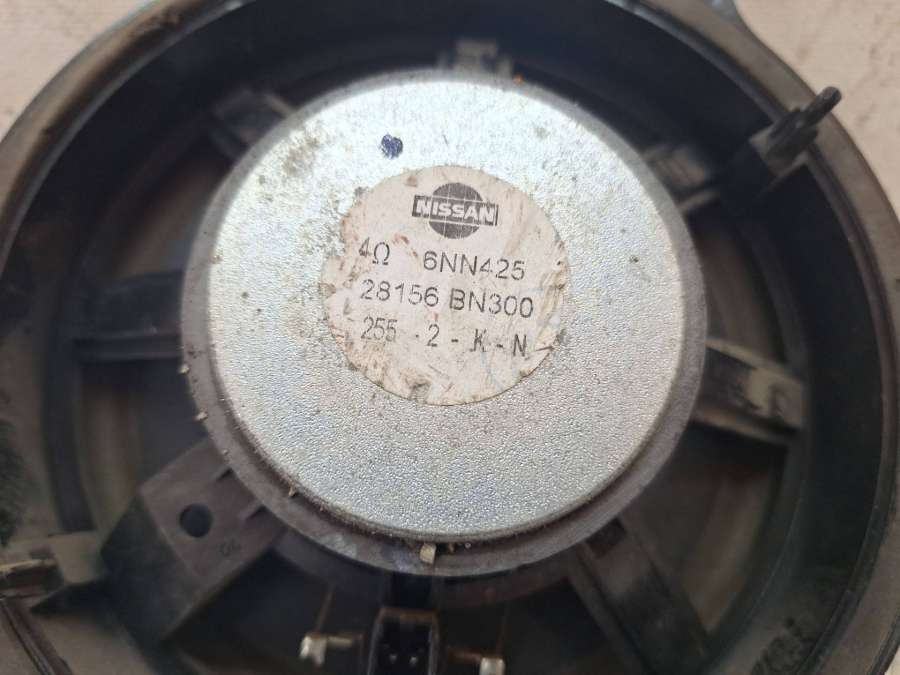 NISSAN
4Ω 6NN425
28156 BN300
255 - 2 - K - N